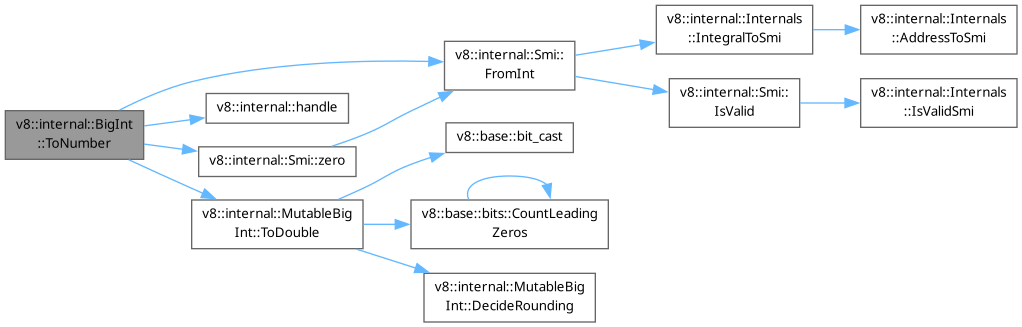 v8::internal::BigInt
::ToNumber
v8::internal::handle
v8::internal::Smi::zero
v8::internal::MutableBig
Int::ToDouble
v8::internal::Smi::
FromInt
v8::base::bit_cast
v8::base::bits::CountLeading
Zeros
v8::internal::MutableBig
Int::DecideRounding
v8::internal::Internals
::IntegralToSmi
v8::internal::Smi::
IsValid
v8::internal::Internals
::AddressToSmi
v8::internal::Internals
::IsValidSmi